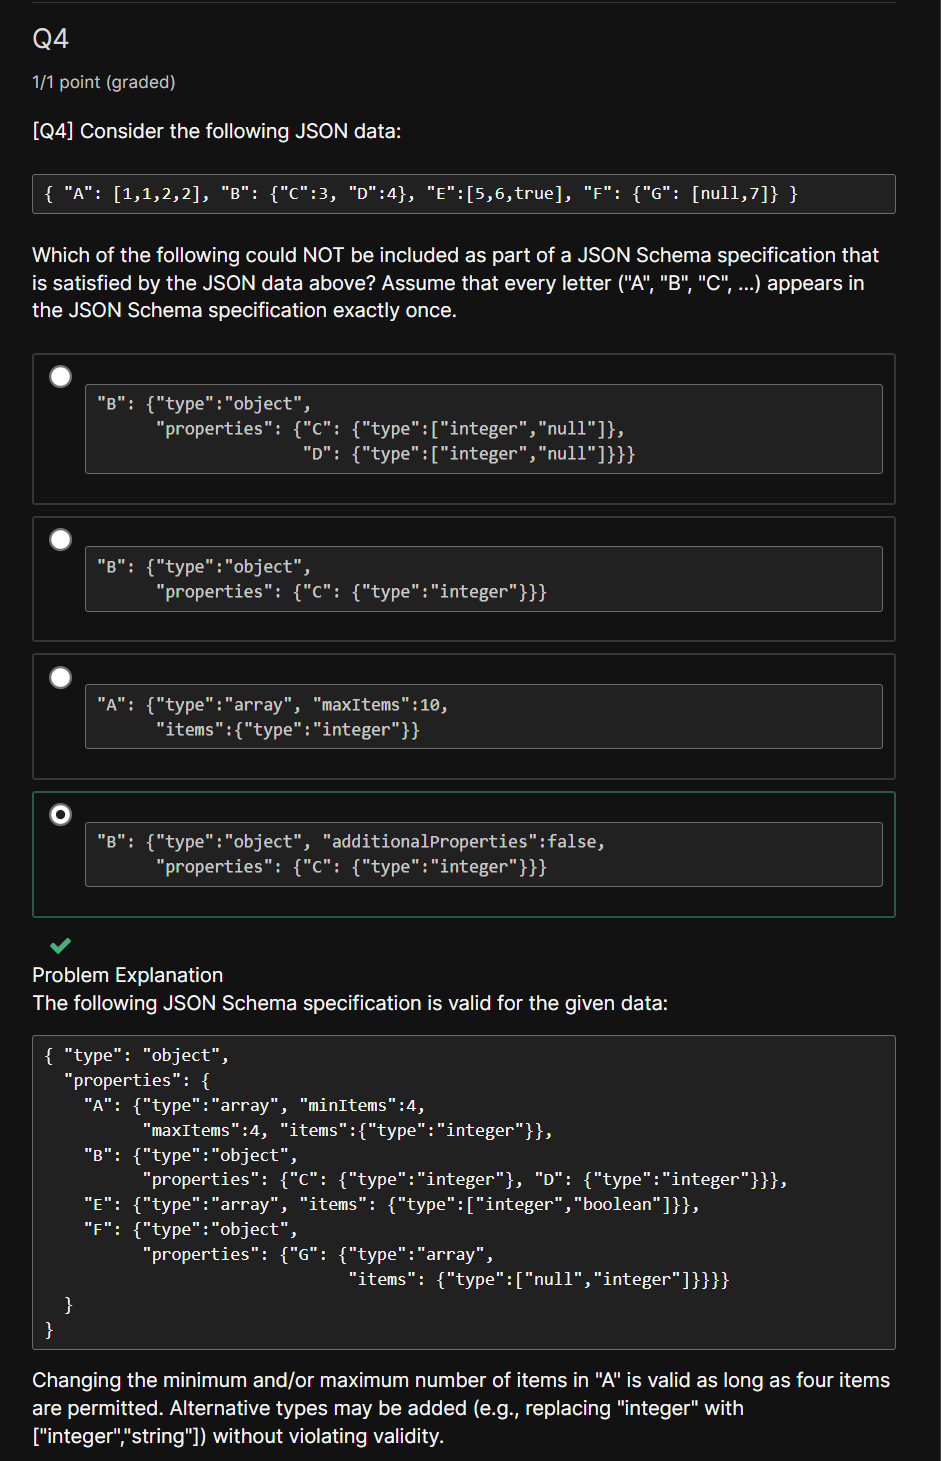 Q4
1/1 point (graded)
[Q4] Consider the following JSON data:
{ "A": [1,1,2,2], "B": {"C":3, "D":4}, "E":[5,6,true], "F": {"G": [null,7]} }
Which of the following could NOT be included as part of a JSON Schema specification that
is satisfied by the JSON data above? Assume that every letter ("A", "B", "C", ...) appears in
the JSON Schema specification exactly once.
"B": {"type":"object",
"properties": {"C": {"type":["integer","null"]},
"D": {"type":["integer","null"]}}}
"B": {"type":"object",
"properties": {"C": {"type":"integer"}}}
"A": {"type":"array", "maxItems":10,
"items":{"type":"integer"}}
"B": {"type":"object", "additionalProperties":false,
"properties": {"C": {"type":"integer"}}}
Problem Explanation
The following JSON Schema specification is valid for the given data:
{ "type": "object",
"properties": {
"A": {"type":"array", "minItems":4,
"maxItems":4, "items":{"type":"integer"}},
"B": {"type":"object",
"properties": {"C": {"type":"integer"}, "D": {"type":"integer"}}},
"E": {"type":"array", "items": {"type":["integer","boolean"]}},
"F": {"type":"object",
"properties": {"G": {"type":"array",
"items": {"type":["null","integer"]}}}}
}
}
Changing the minimum and/or maximum number of items in "A" is valid as long as four items
are permitted. Alternative types may be added (e.g., replacing "integer" with
["integer","string"]) without violating validity.